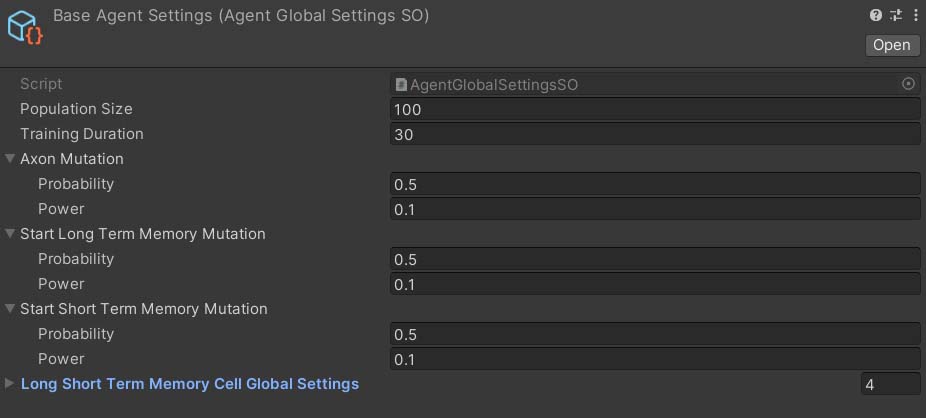 Base Agent Settings (Agent Global Settings SO)
Open
Script AgentGlobalSettingsSO
Population Size 100
Training Duration 30
Axon Mutation
Probability 0.5
Power 0.1
Start Long Term Memory Mutation
Probability 0.5
Power 0.1
Start Short Term Memory Mutation
Probability 0.5
Power 0.1
Long Short Term Memory Cell Global Settings 4